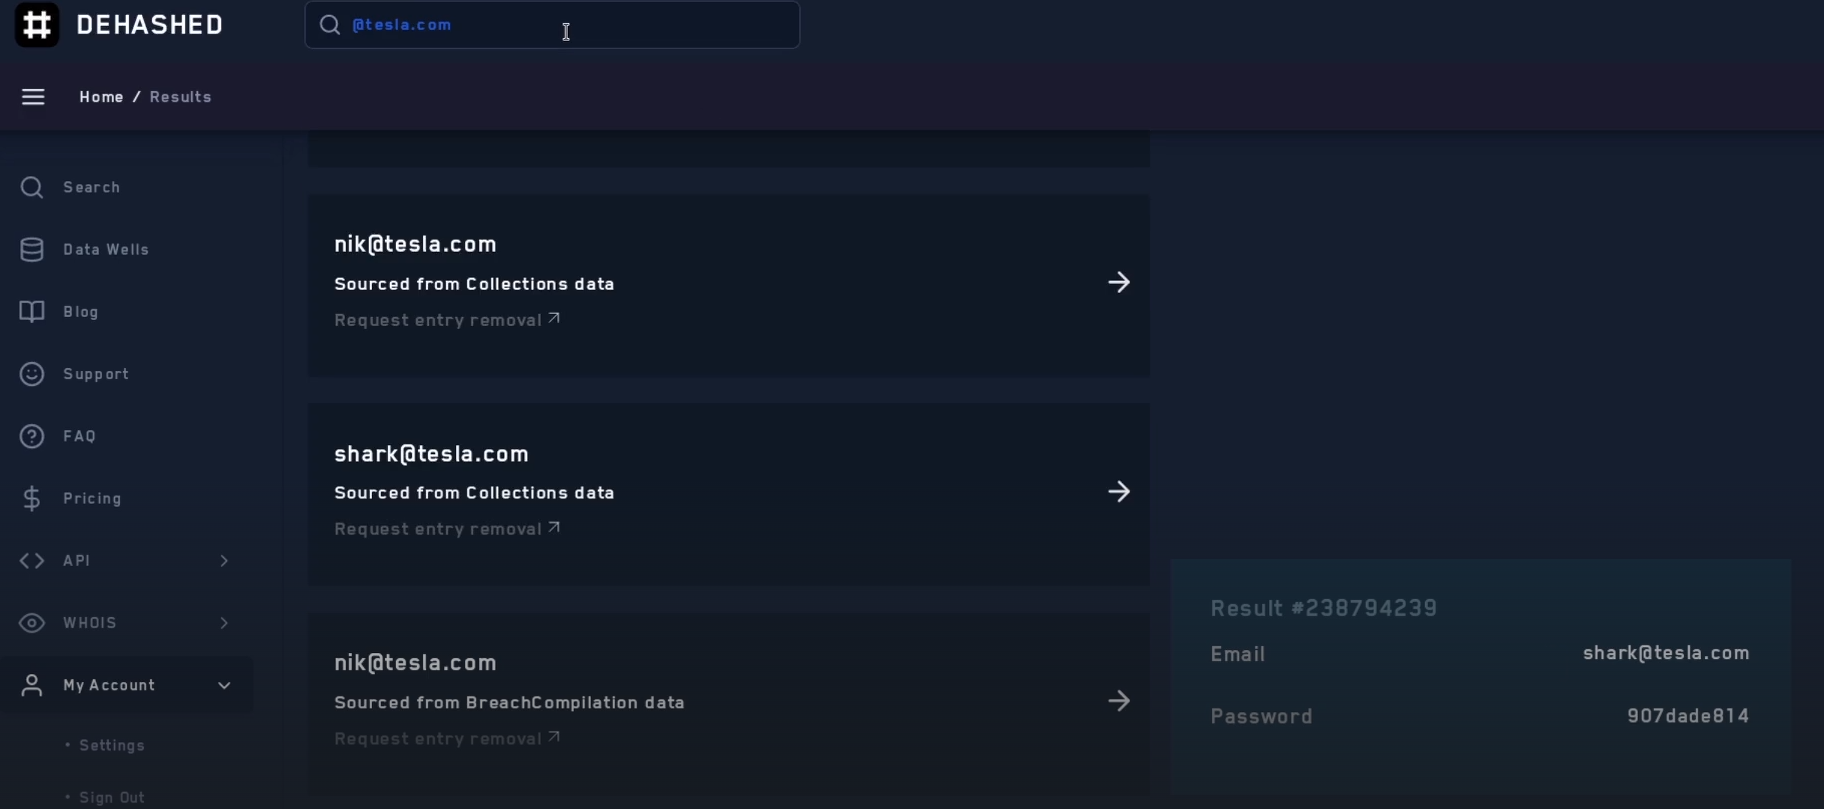 DEHASHED
@tesla.com
Home / Results
Search
Data Wells
Blog
Support
FAQ
Pricing
API
WHOIS
My Account
• Settings
• Sign Out
nik@tesla.com
Sourced from Collections data
Request entry removal
shark@tesla.com
Sourced from Collections data
Request entry removal
nik@tesla.com
Sourced from BreachCompilation data
Request entry removal
Result #238794239
Email shark@tesla.com
Password 907dade814